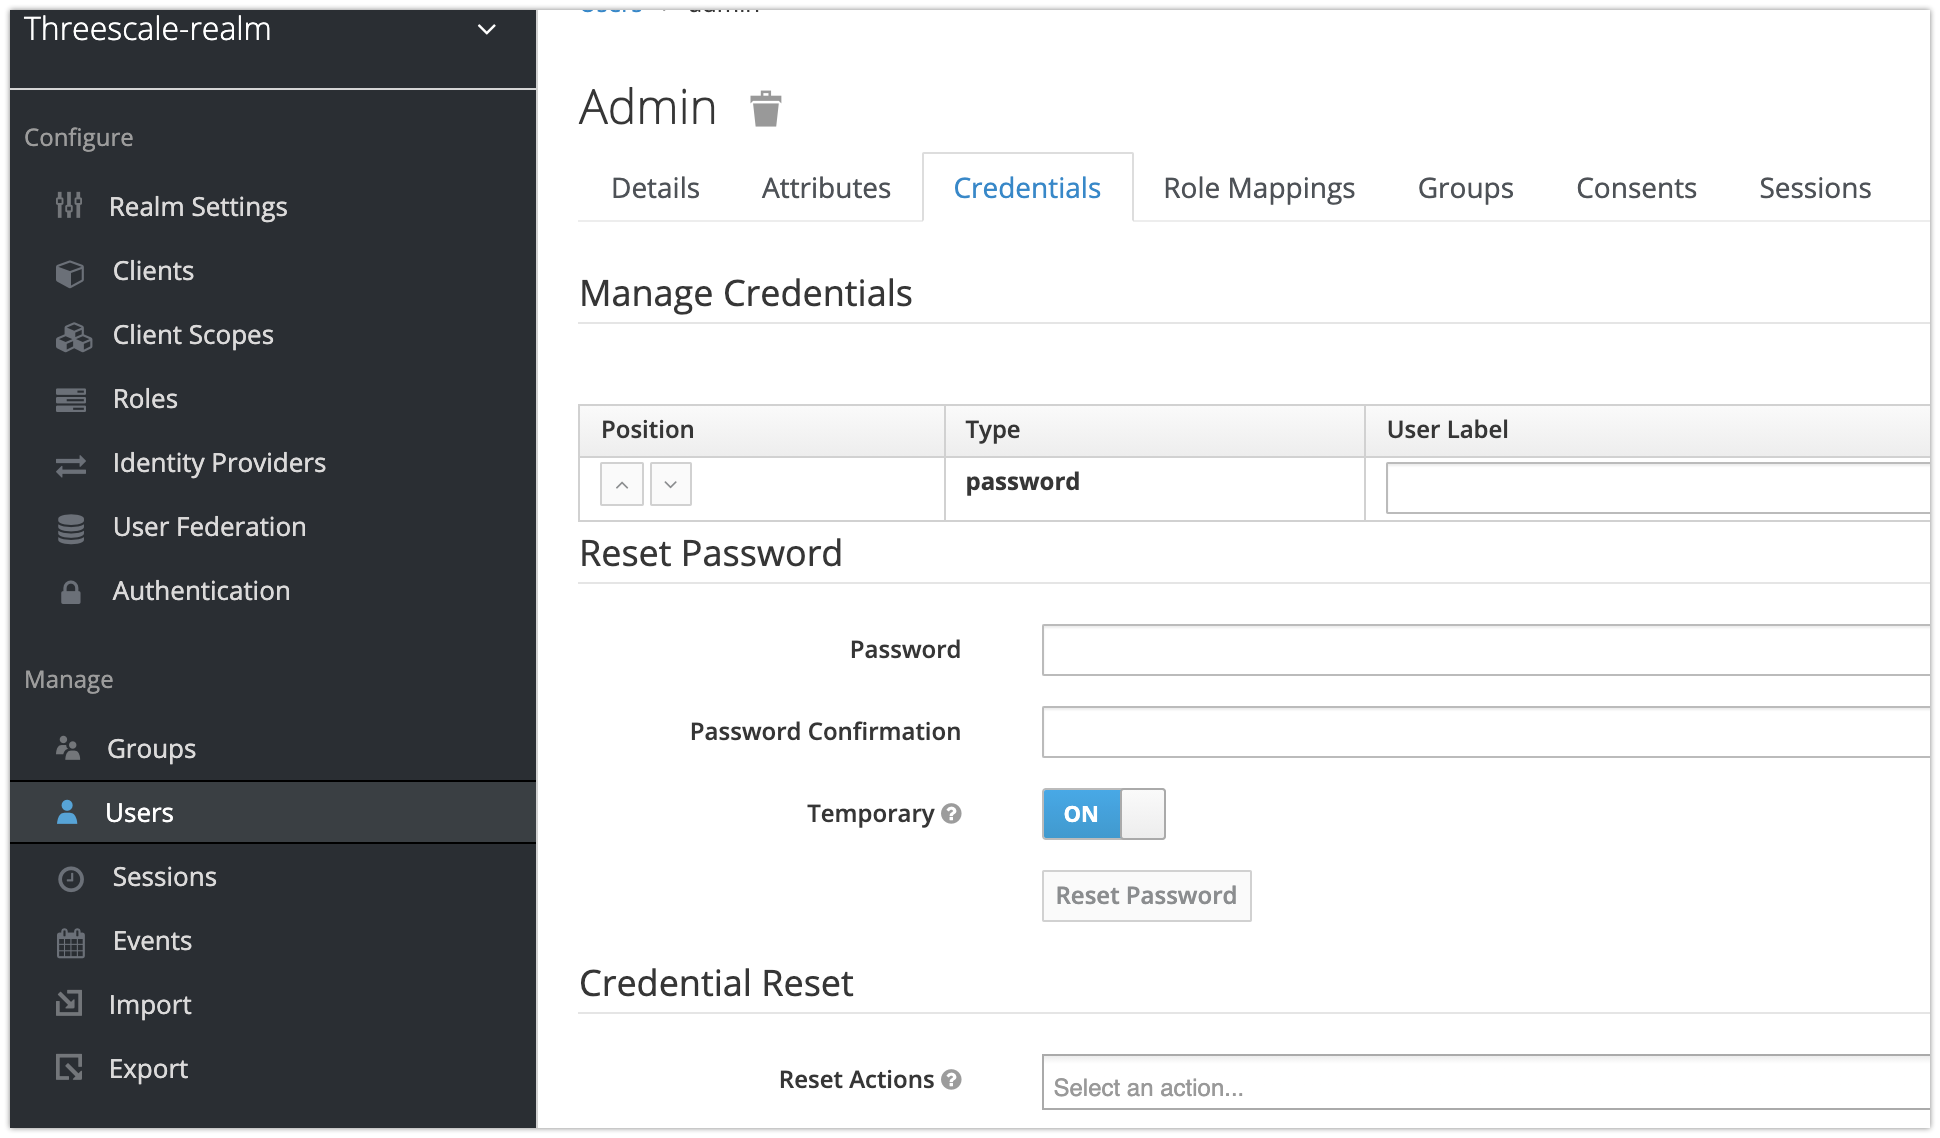 Threescale-realm
Configure
Realm Settings
Clients
Client Scopes
Roles
Identity Providers
User Federation
Authentication
Manage
Groups
Users
Sessions
Events
Import
Export
Admin
Details Attributes Credentials Role Mappings Groups Consents Sessions
Manage Credentials
Position Type User Label
password
Reset Password
Password
Password Confirmation
Temporary ON
Reset Password
Credential Reset
Reset Actions Select an action...